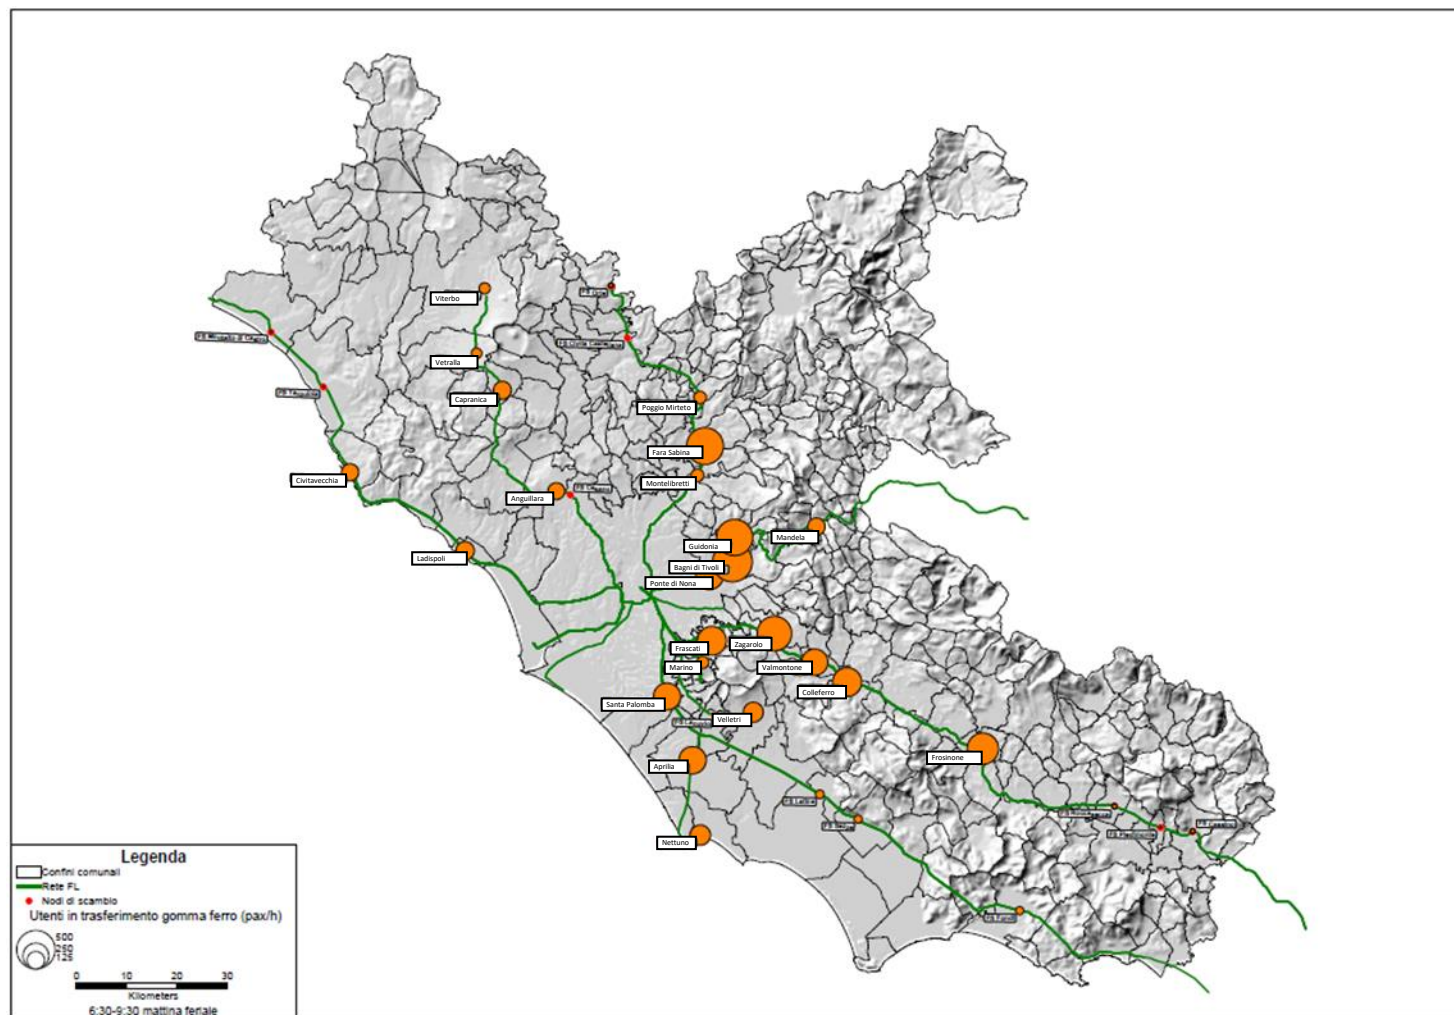 Viterbo
Vetralla
Capranica
Poggio Mirteto
Fara Sabina
Civitavecchia
Montelibretti
Anguillara
Mandela
Guidonia
Ladispoli
Bagni di Tivoli
Ponte di Nona
Frascati
Zagarolo
Marino
Valmontone
Colleferro
Santa Palomba
Velletri
Frosinone
Aprilia
Nettuno
Legenda
Confini comunali
Rete FL
Nodi di scambio
Utenti in trasferimento gomma ferro (pax/h)
500
250
125
0 10 20 30
Kilometers
6:30-9:30 mattina feriale